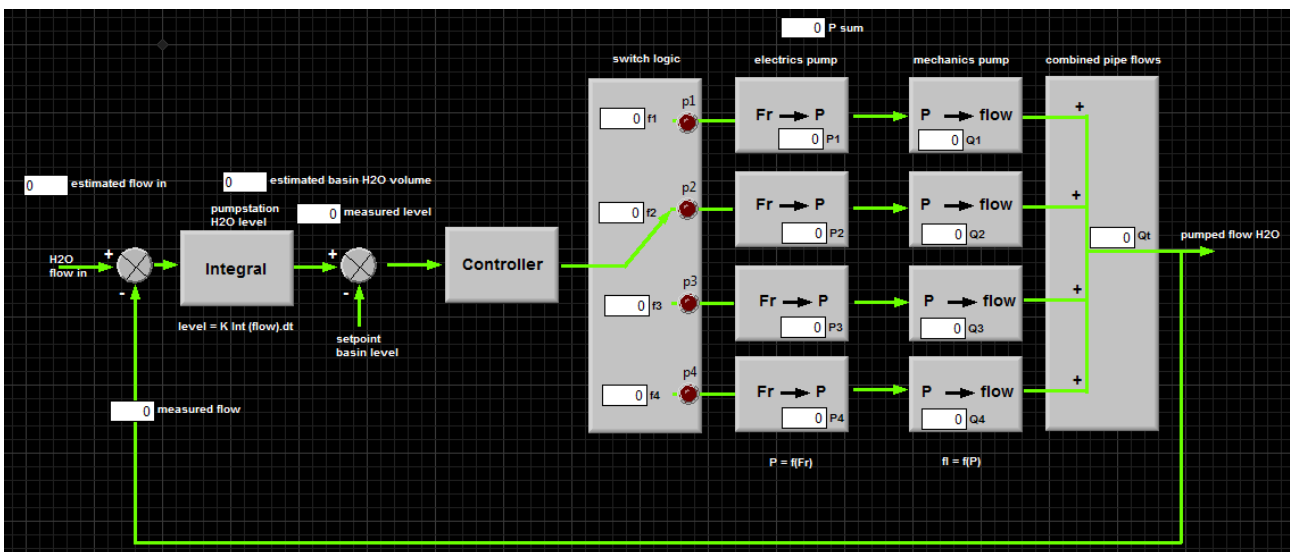 0 P sum
switch logic
electrics pump
mechanics pump
combined pipe flows
p1
0 f1
Fr P
0 P1
P flow
0 Q1
+
0 estimated flow in
0 estimated basin H2O volume
pumpstation
H2O level
0 measured level
p2
0 f2
Fr P
0 P2
P flow
0 Q2
+
0 Qt
pumped flow H2O
H2O
flow in
+
-
Integral
+
-
Controller
level = K Int (flow).dt
setpoint
basin level
p3
0 f3
Fr P
0 P3
P flow
0 Q3
+
p4
0 f4
Fr P
0 P4
P flow
0 Q4
+
0 measured flow
P = f(Fr)
fl = f(P)